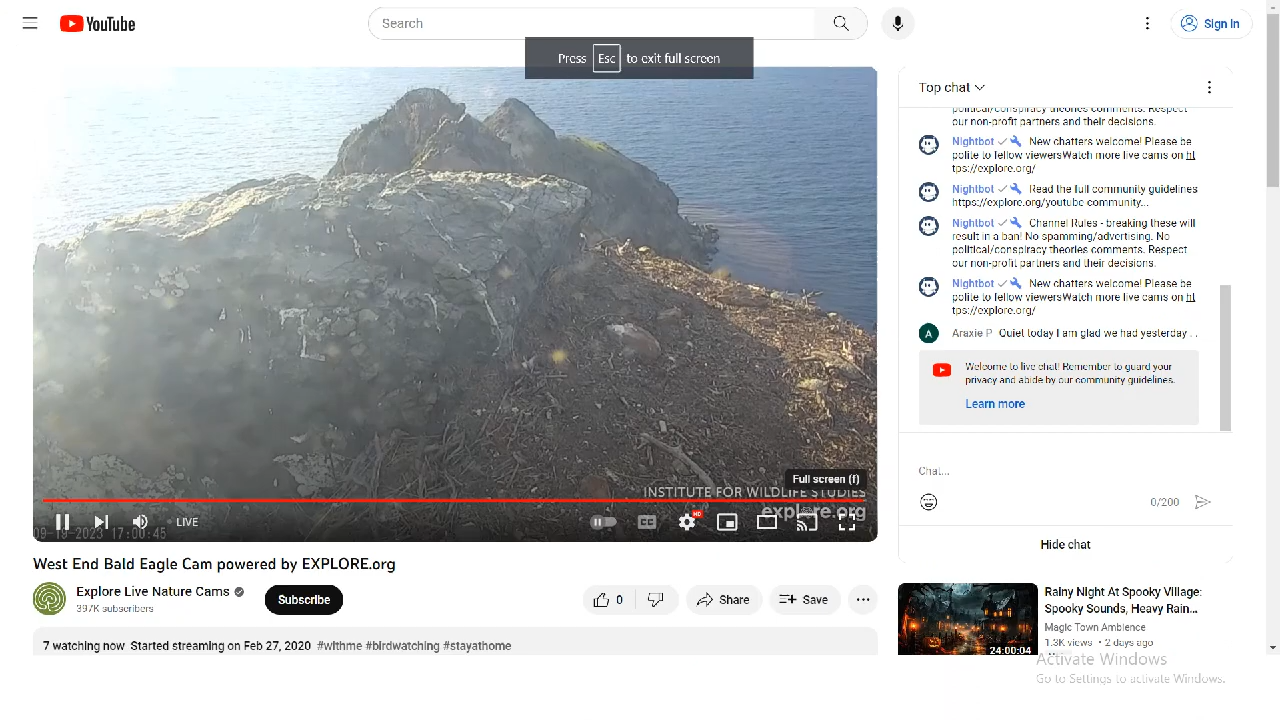 YouTube
Search
Sign in
Press Esc to exit full screen
Top chat
political/conspiracy theories comments. Respect
our non-profit partners and their decisions.
Nightbot New chatters welcome! Please be
polite to fellow viewersWatch more live cams on ht
tps://explore.org/
Nightbot Read the full community guidelines
https://explore.org/youtube-community...
Nightbot Channel Rules - breaking these will
result in a ban! No spamming/advertising. No
political/conspiracy theories comments. Respect
our non-profit partners and their decisions.
Nightbot New chatters welcome! Please be
polite to fellow viewersWatch more live cams on ht
tps://explore.org/
A
Araxie P Quiet today I am glad we had yesterday . .
Welcome to live chat! Remember to guard your
privacy and abide by our community guidelines.
Learn more
Chat...
0/200
Hide chat
Full screen (f)
INSTITUTE FOR WILDLIFE STUDIES
explore.org
LIVE
CC
HD
09-19-2023 17:00:45
West End Bald Eagle Cam powered by EXPLORE.org
Explore Live Nature Cams
397K subscribers
Subscribe
0
Share
Save
7 watching now Started streaming on Feb 27, 2020 #withme #birdwatching #stayathome
Rainy Night At Spooky Village:
Spooky Sounds, Heavy Rain...
Magic Town Ambience
1.3K views • 2 days ago
24:00:04
Activate Windows
Go to Settings to activate Windows.